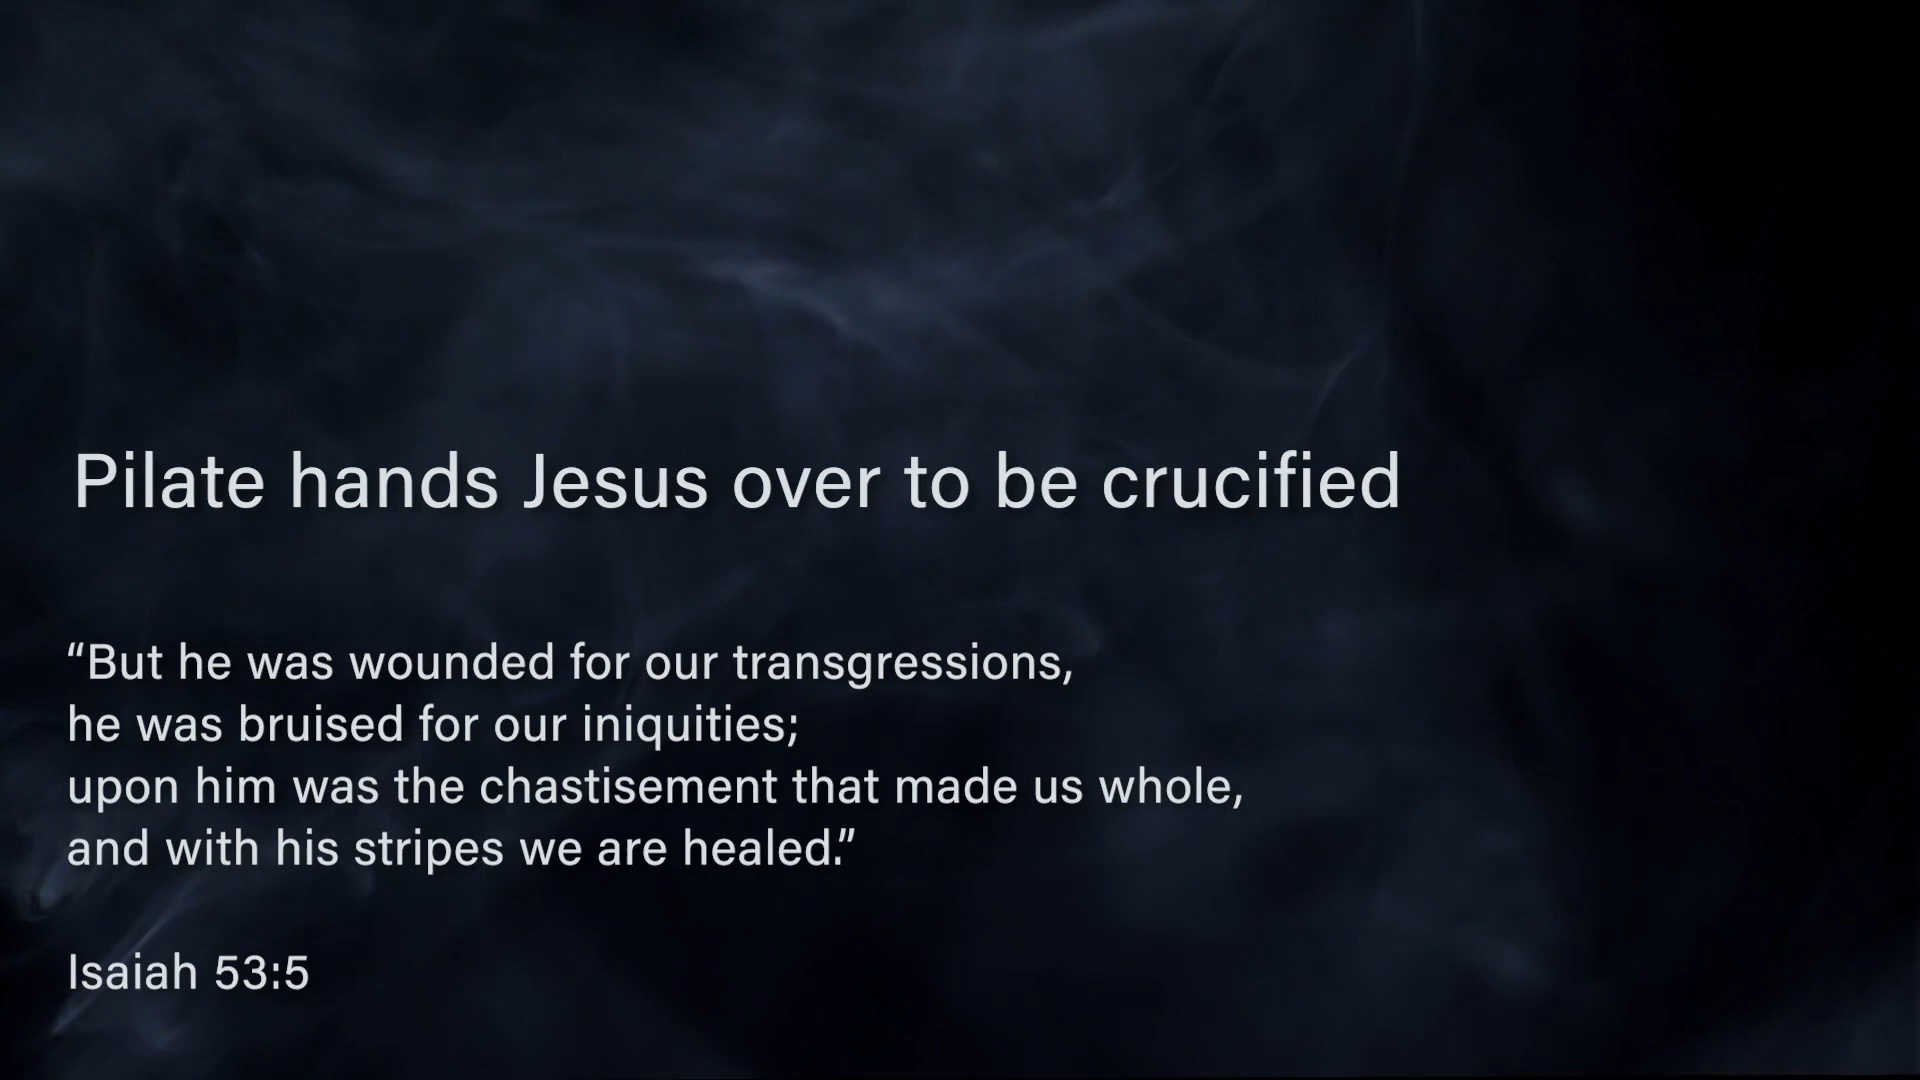 Pilate hands Jesus over to be crucified
“But he was wounded for our transgressions,
he was bruised for our iniquities;
upon him was the chastisement that made us whole,
and with his stripes we are healed.”
Isaiah 53:5